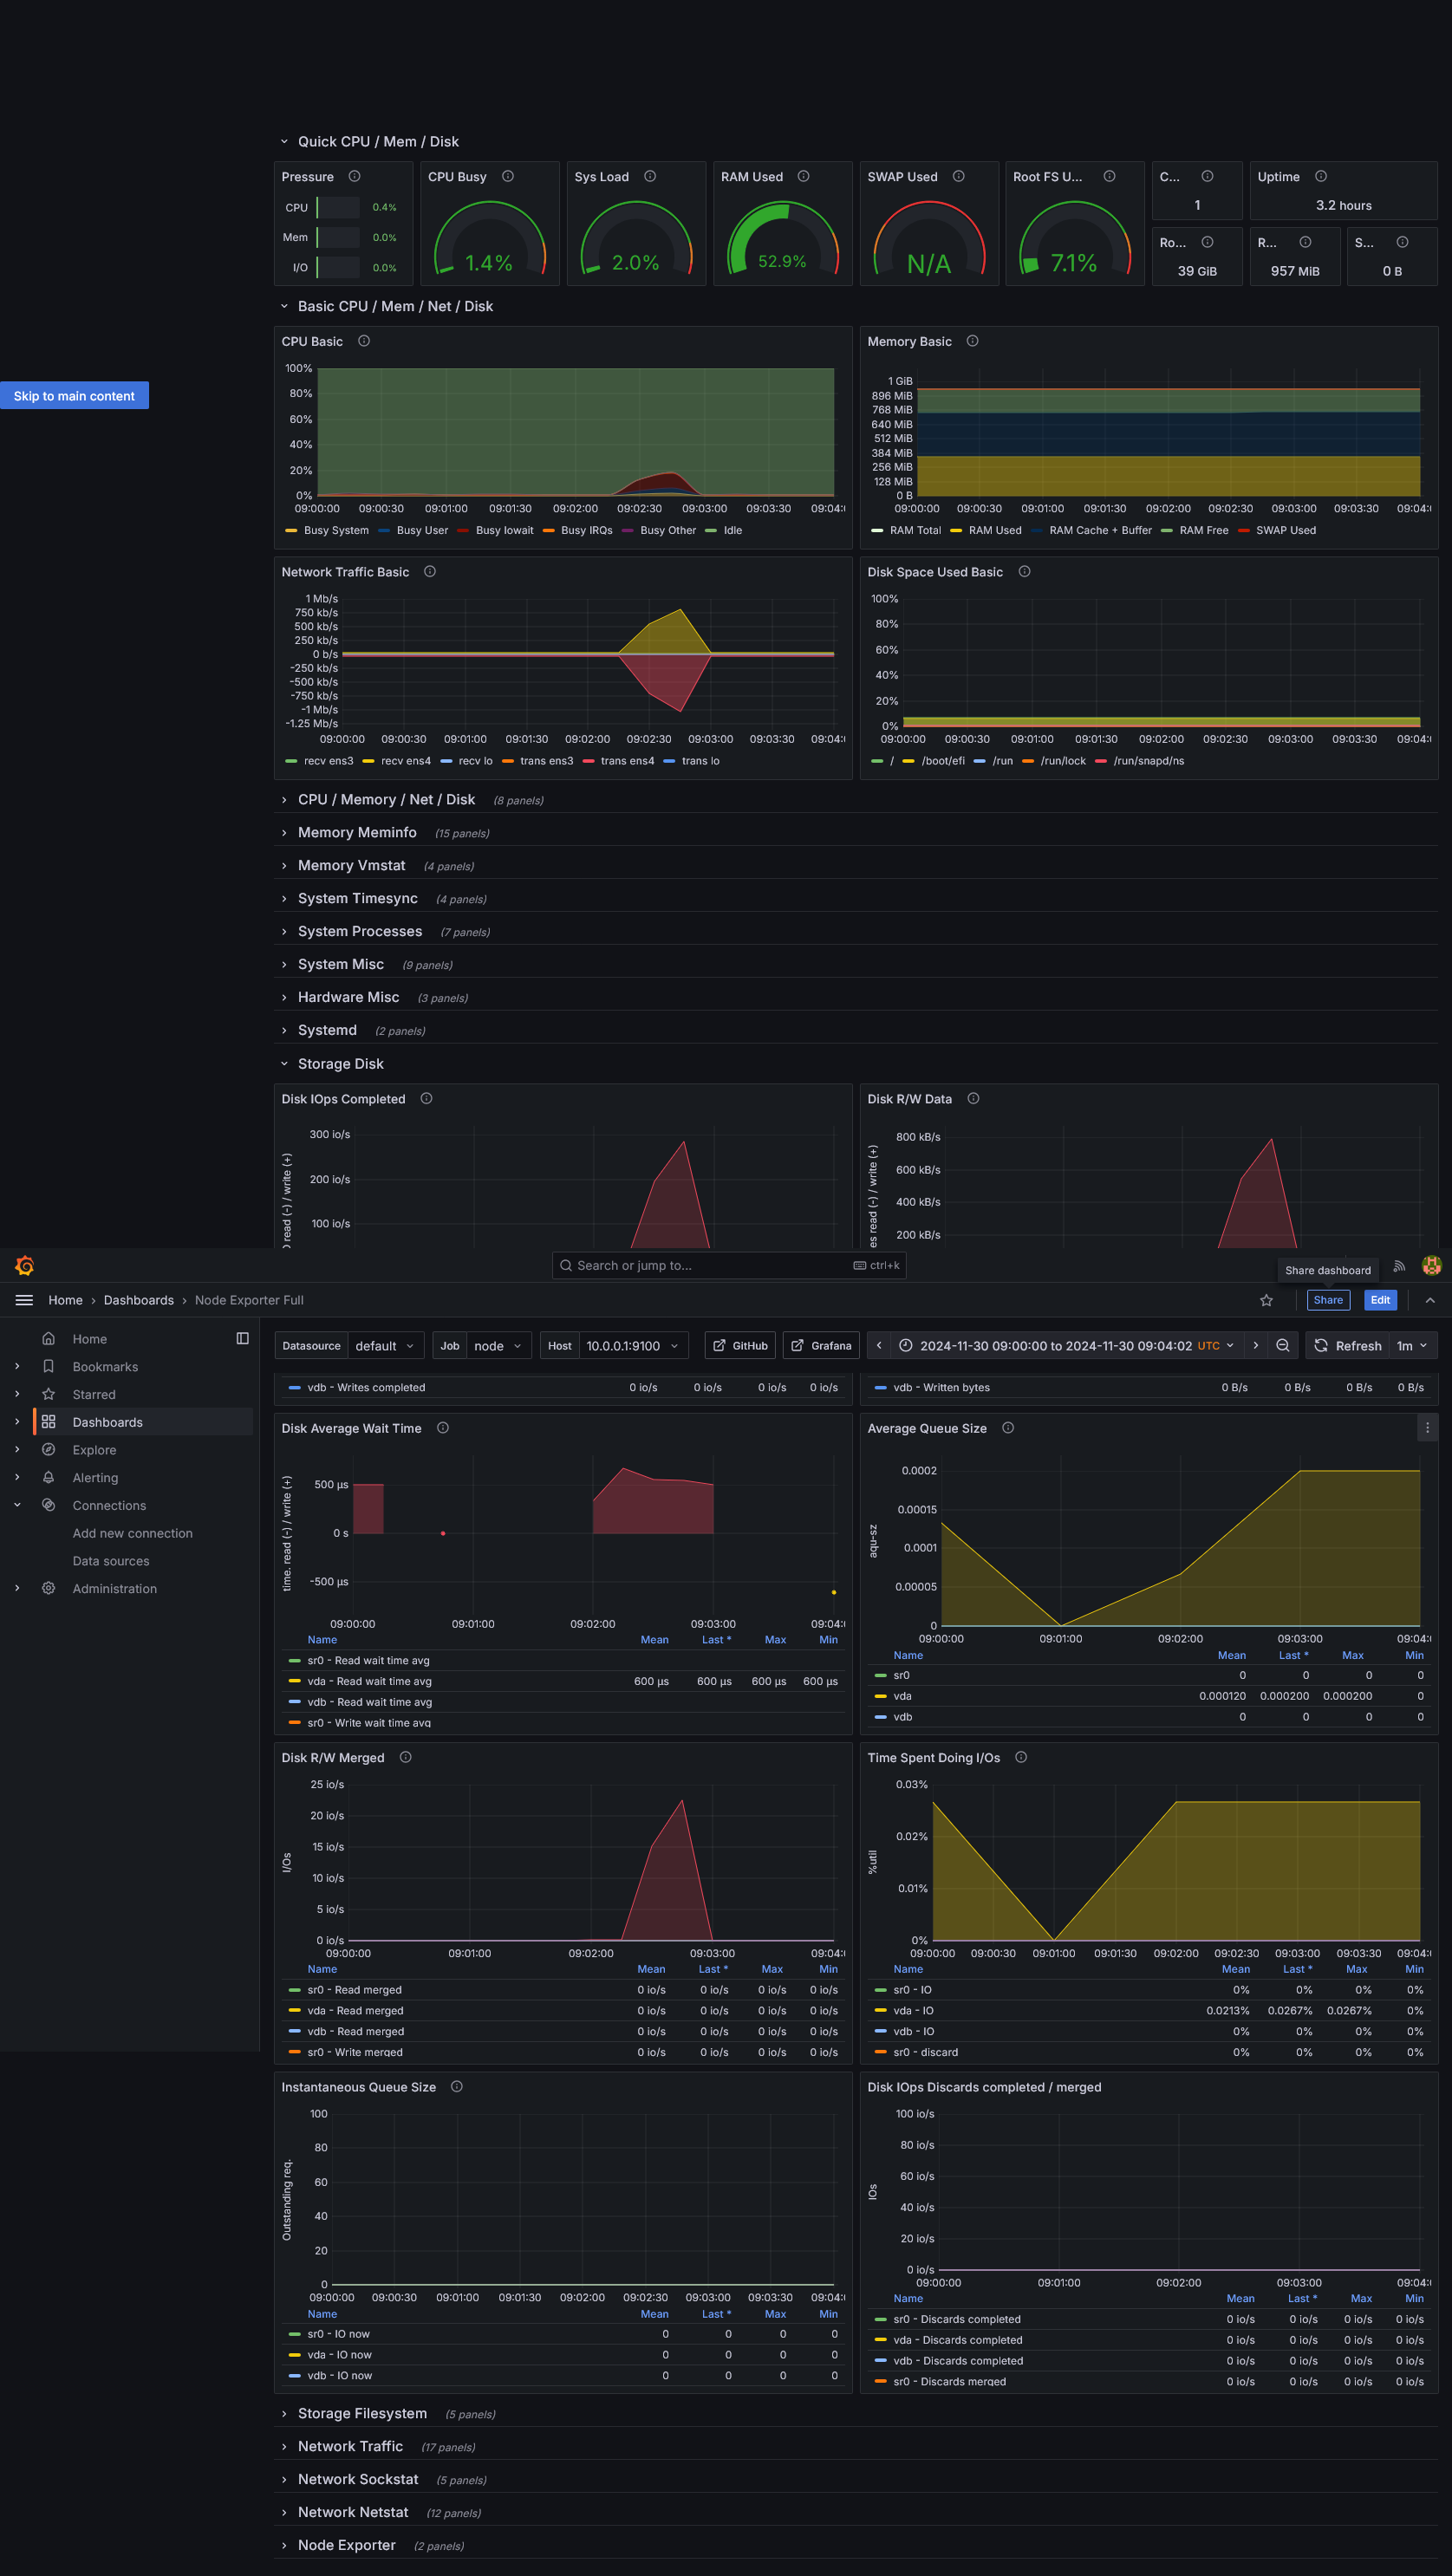 Quick CPU / Mem / Disk
Pressure
CPU 0.4%
Mem 0.0%
I/O 0.0%
CPU Busy
1.4%
Sys Load
2.0%
RAM Used
52.9%
SWAP Used
N/A
Root FS U...
7.1%
C...
1
Uptime
3.2 hours
Ro...
39 GiB
R...
957 MiB
S...
0 B
Basic CPU / Mem / Net / Disk
CPU Basic
100%
80%
60%
40%
20%
0%
09:00:00 09:00:30 09:01:00 09:01:30 09:02:00 09:02:30 09:03:00 09:03:30 09:04:
Busy System Busy User Busy Iowait Busy IRQs Busy Other Idle
Memory Basic
1 GiB
896 MiB
768 MiB
640 MiB
512 MiB
384 MiB
256 MiB
128 MiB
0 B
09:00:00 09:00:30 09:01:00 09:01:30 09:02:00 09:02:30 09:03:00 09:03:30 09:04:
RAM Total RAM Used RAM Cache + Buffer RAM Free SWAP Used
Skip to main content
Network Traffic Basic
1 Mb/s
750 kb/s
500 kb/s
250 kb/s
0 b/s
-250 kb/s
-500 kb/s
-750 kb/s
-1 Mb/s
-1.25 Mb/s
09:00:00 09:00:30 09:01:00 09:01:30 09:02:00 09:02:30 09:03:00 09:03:30 09:04:
recv ens3 recv ens4 recv lo trans ens3 trans ens4 trans lo
Disk Space Used Basic
100%
80%
60%
40%
20%
0%
09:00:00 09:00:30 09:01:00 09:01:30 09:02:00 09:02:30 09:03:00 09:03:30 09:04:
/ /boot/efi /run /run/lock /run/snapd/ns
CPU / Memory / Net / Disk (8 panels)
Memory Meminfo (15 panels)
Memory Vmstat (4 panels)
System Timesync (4 panels)
System Processes (7 panels)
System Misc (9 panels)
Hardware Misc (3 panels)
Systemd (2 panels)
Storage Disk
Disk IOps Completed
read (-) / write (+)
300 io/s
200 io/s
100 io/s
Disk R/W Data
es read (-) / write (+)
800 kB/s
600 kB/s
400 kB/s
200 kB/s
Search or jump to... ctrl+k
Share dashboard
Home › Dashboards › Node Exporter Full
Share Edit
Home
Bookmarks
Starred
Dashboards
Explore
Alerting
Connections
Add new connection
Data sources
Administration
Datasource default Job node Host 10.0.0.1:9100 GitHub Grafana 2024-11-30 09:00:00 to 2024-11-30 09:04:02 UTC Refresh 1m
vdb - Writes completed 0 io/s 0 io/s 0 io/s 0 io/s
vdb - Written bytes 0 B/s 0 B/s 0 B/s 0 B/s
Disk Average Wait Time
time. read (-) / write (+)
500 µs
0 s
-500 µs
09:00:00 09:01:00 09:02:00 09:03:00 09:04:
Name Mean Last * Max Min
sr0 - Read wait time avg
vda - Read wait time avg 600 µs 600 µs 600 µs 600 µs
vdb - Read wait time avg
sr0 - Write wait time avg
Average Queue Size
aqu-sz
0.0002
0.00015
0.0001
0.00005
0
09:00:00 09:01:00 09:02:00 09:03:00 09:04:
Name Mean Last * Max Min
sr0 0 0 0 0
vda 0.000120 0.000200 0.000200 0
vdb 0 0 0 0
Disk R/W Merged
I/Os
25 io/s
20 io/s
15 io/s
10 io/s
5 io/s
0 io/s
09:00:00 09:01:00 09:02:00 09:03:00 09:04:
Name Mean Last * Max Min
sr0 - Read merged 0 io/s 0 io/s 0 io/s 0 io/s
vda - Read merged 0 io/s 0 io/s 0 io/s 0 io/s
vdb - Read merged 0 io/s 0 io/s 0 io/s 0 io/s
sr0 - Write merged 0 io/s 0 io/s 0 io/s 0 io/s
Time Spent Doing I/Os
%util
0.03%
0.02%
0.01%
0%
09:00:00 09:00:30 09:01:00 09:01:30 09:02:00 09:02:30 09:03:00 09:03:30 09:04:
Name Mean Last * Max Min
sr0 - IO 0% 0% 0% 0%
vda - IO 0.0213% 0.0267% 0.0267% 0%
vdb - IO 0% 0% 0% 0%
sr0 - discard 0% 0% 0% 0%
Instantaneous Queue Size
Outstanding req.
100
80
60
40
20
0
09:00:00 09:00:30 09:01:00 09:01:30 09:02:00 09:02:30 09:03:00 09:03:30 09:04:
Name Mean Last * Max Min
sr0 - IO now 0 0 0 0
vda - IO now 0 0 0 0
vdb - IO now 0 0 0 0
Disk IOps Discards completed / merged
IOs
100 io/s
80 io/s
60 io/s
40 io/s
20 io/s
0 io/s
09:00:00 09:01:00 09:02:00 09:03:00 09:04:
Name Mean Last * Max Min
sr0 - Discards completed 0 io/s 0 io/s 0 io/s 0 io/s
vda - Discards completed 0 io/s 0 io/s 0 io/s 0 io/s
vdb - Discards completed 0 io/s 0 io/s 0 io/s 0 io/s
sr0 - Discards merged 0 io/s 0 io/s 0 io/s 0 io/s
Storage Filesystem (5 panels)
Network Traffic (17 panels)
Network Sockstat (5 panels)
Network Netstat (12 panels)
Node Exporter (2 panels)